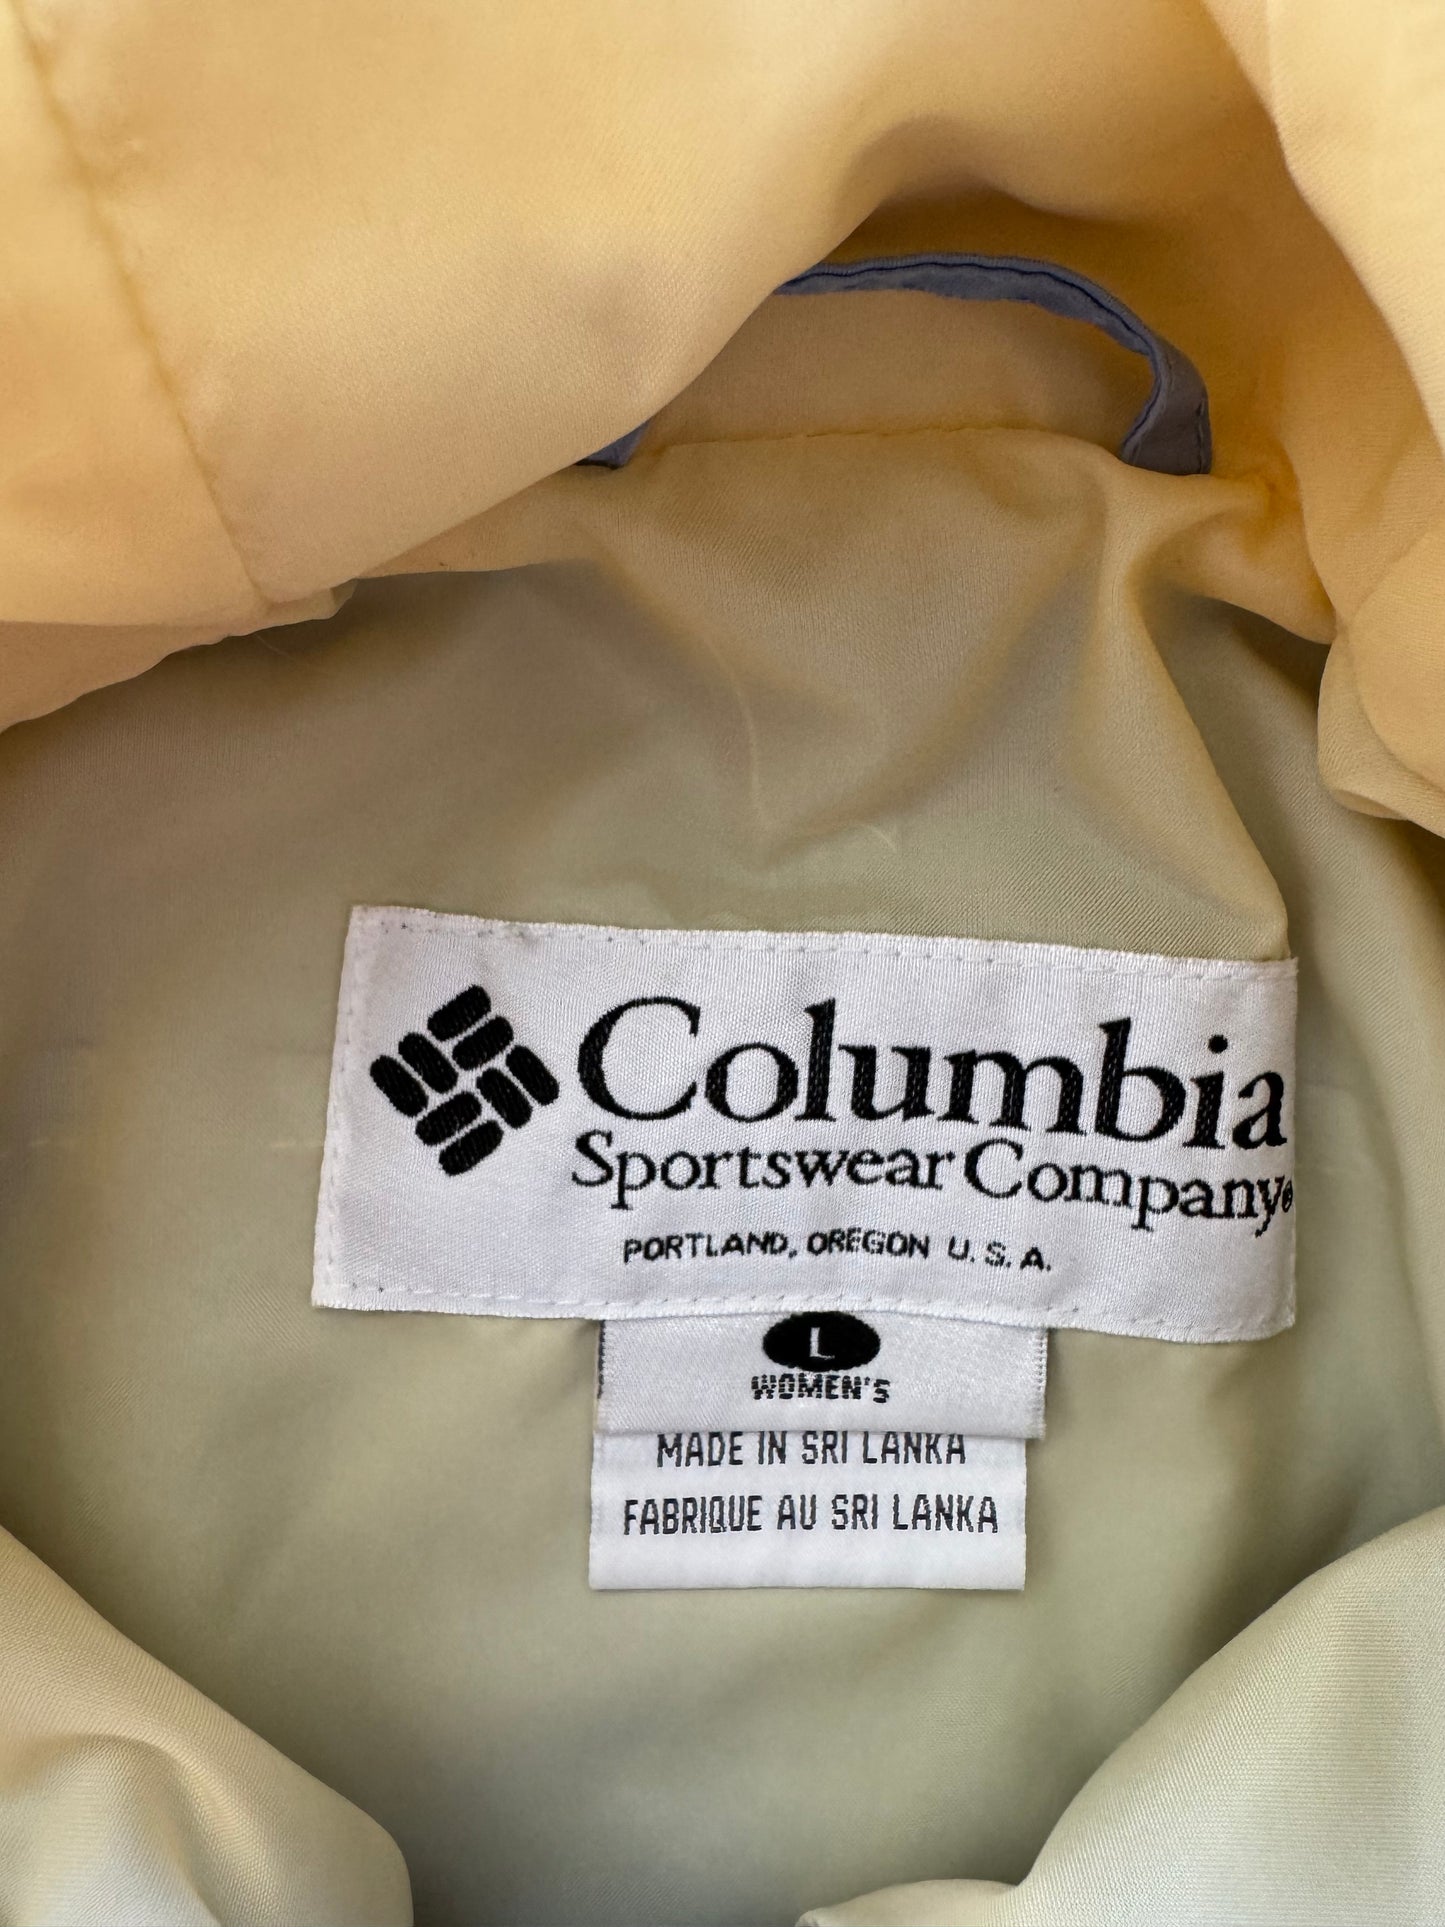 Columbia
Sportswear Company®
PORTLAND, OREGON U.S.A.
L
WOMEN'S
MADE IN SRI LANKA
FABRIQUE AU SRI LANKA